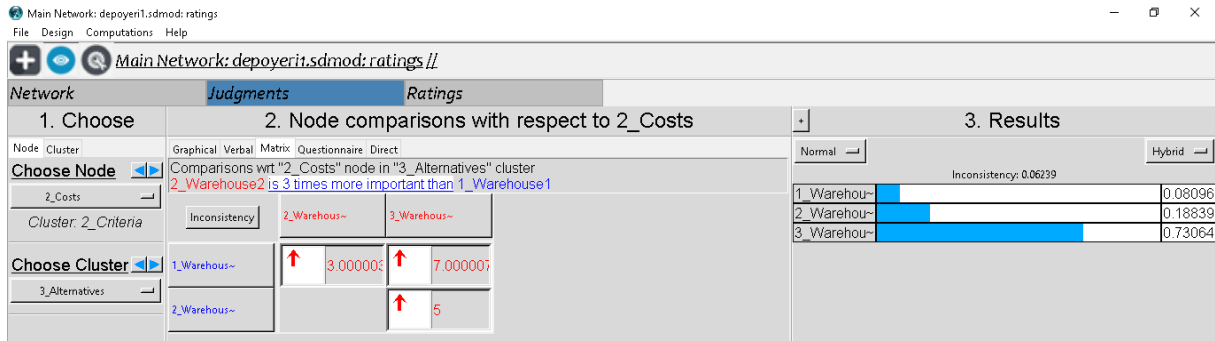 Main Network: depoyeri1.sdmod: ratings
File Design Computations Help
Main Network: depoyeri1.sdmod: ratings //
Network Judgments Ratings
1. Choose 2. Node comparisons with respect to 2_Costs + 3. Results
Node Cluster Graphical Verbal Matrix Questionnaire Direct Normal Hybrid
Choose Node Comparisons wrt "2_Costs" node in "3_Alternatives" cluster
2_Warehouse2 is 3 times more important than 1_Warehouse1
2_Costs
Cluster: 2_Criteria
Inconsistency 2_Warehous~ 3_Warehous~
Choose Cluster 1_Warehous~ 3.000003 7.000007
3_Alternatives
2_Warehous~ 5
Inconsistency: 0.06239
1_Warehou~ 0.08096
2_Warehou~ 0.18839
3_Warehou~ 0.73064